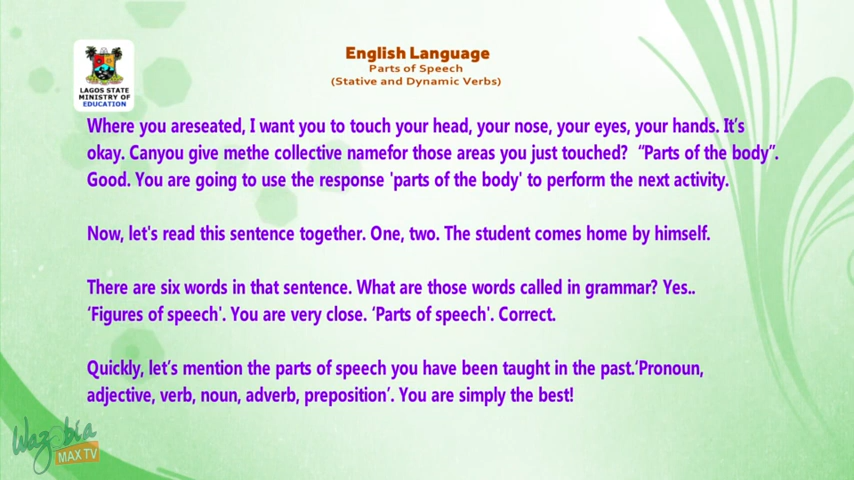 English Language
Parts of Speech
(Stative and Dynamic Verbs)
LAGOS STATE
MINISTRY OF
EDUCATION
Where you areseated, I want you to touch your head, your nose, your eyes, your hands. It’s
okay. Canyou give methe collective namefor those areas you just touched?  “Parts of the body”.
Good. You are going to use the response 'parts of the body' to perform the next activity.
Now, let's read this sentence together. One, two. The student comes home by himself.
There are six words in that sentence. What are those words called in grammar? Yes..
‘Figures of speech'. You are very close. ‘Parts of speech'. Correct.
Quickly, let’s mention the parts of speech you have been taught in the past.‘Pronoun,
adjective, verb, noun, adverb, preposition’. You are simply the best!
Wazobia
MAX TV